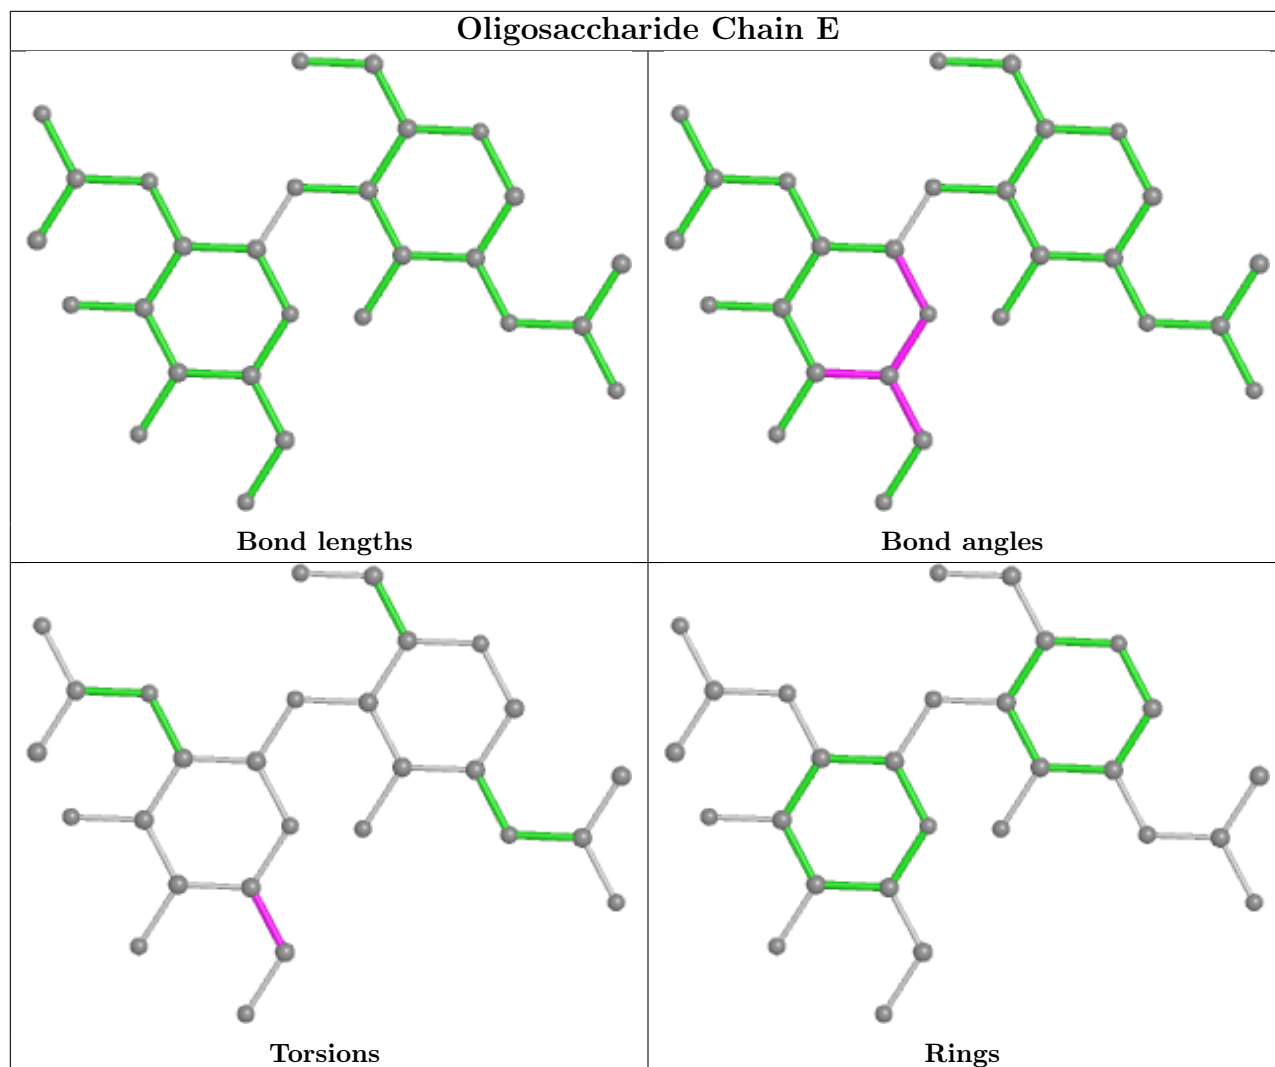 Oligosaccharide Chain E
Bond lengths
Bond angles
Torsions
Rings